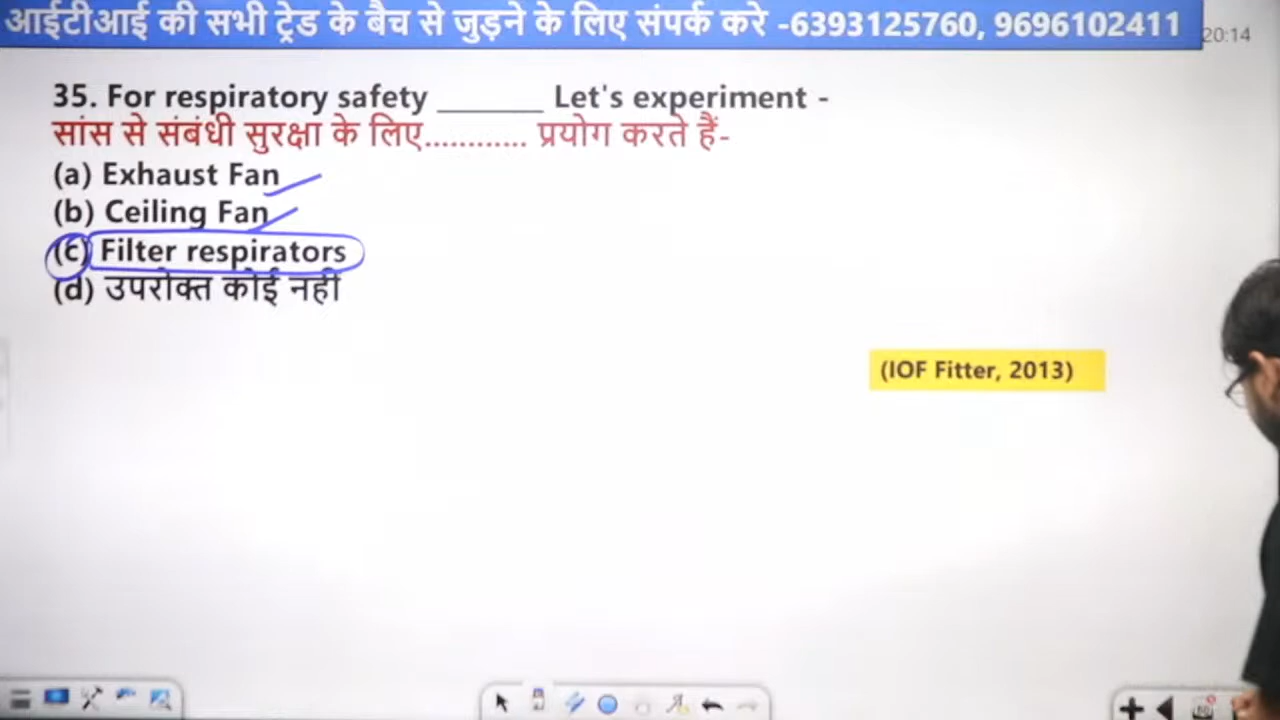 आईटीआई की सभी ट्रेड के बैच से जुड़ने के लिए संपर्क करे -6393125760, 9696102411
20:14
35. For respiratory safety _______ Let's experiment -
सांस से संबंधी सुरक्षा के लिए............ प्रयोग करते हैं-
(a) Exhaust Fan
(b) Ceiling Fan
(c) Filter respirators
(d) उपरोक्त कोई नही
(IOF Fitter, 2013)